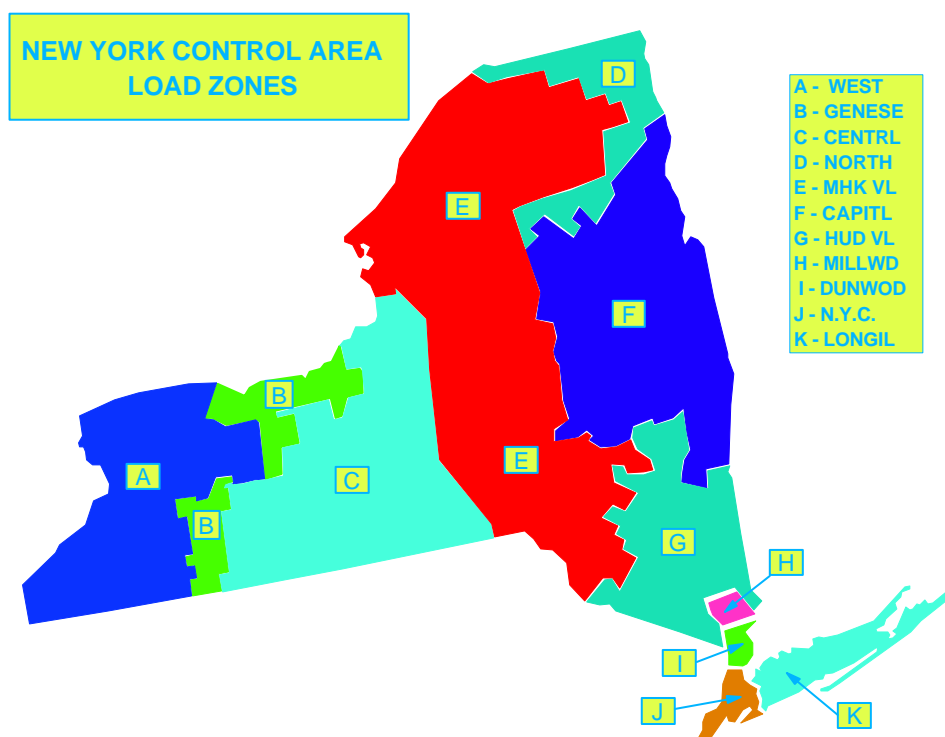 NEW YORK CONTROL AREA
LOAD ZONES
D
A - WEST
B - GENESE
C - CENTRL
D - NORTH
E - MHK VL
F - CAPITL
G - HUD VL
H - MILLWD
I - DUNWOD
J - N.Y.C.
K - LONGIL
E
F
B
A
E
C
B
G
H
I
J
K